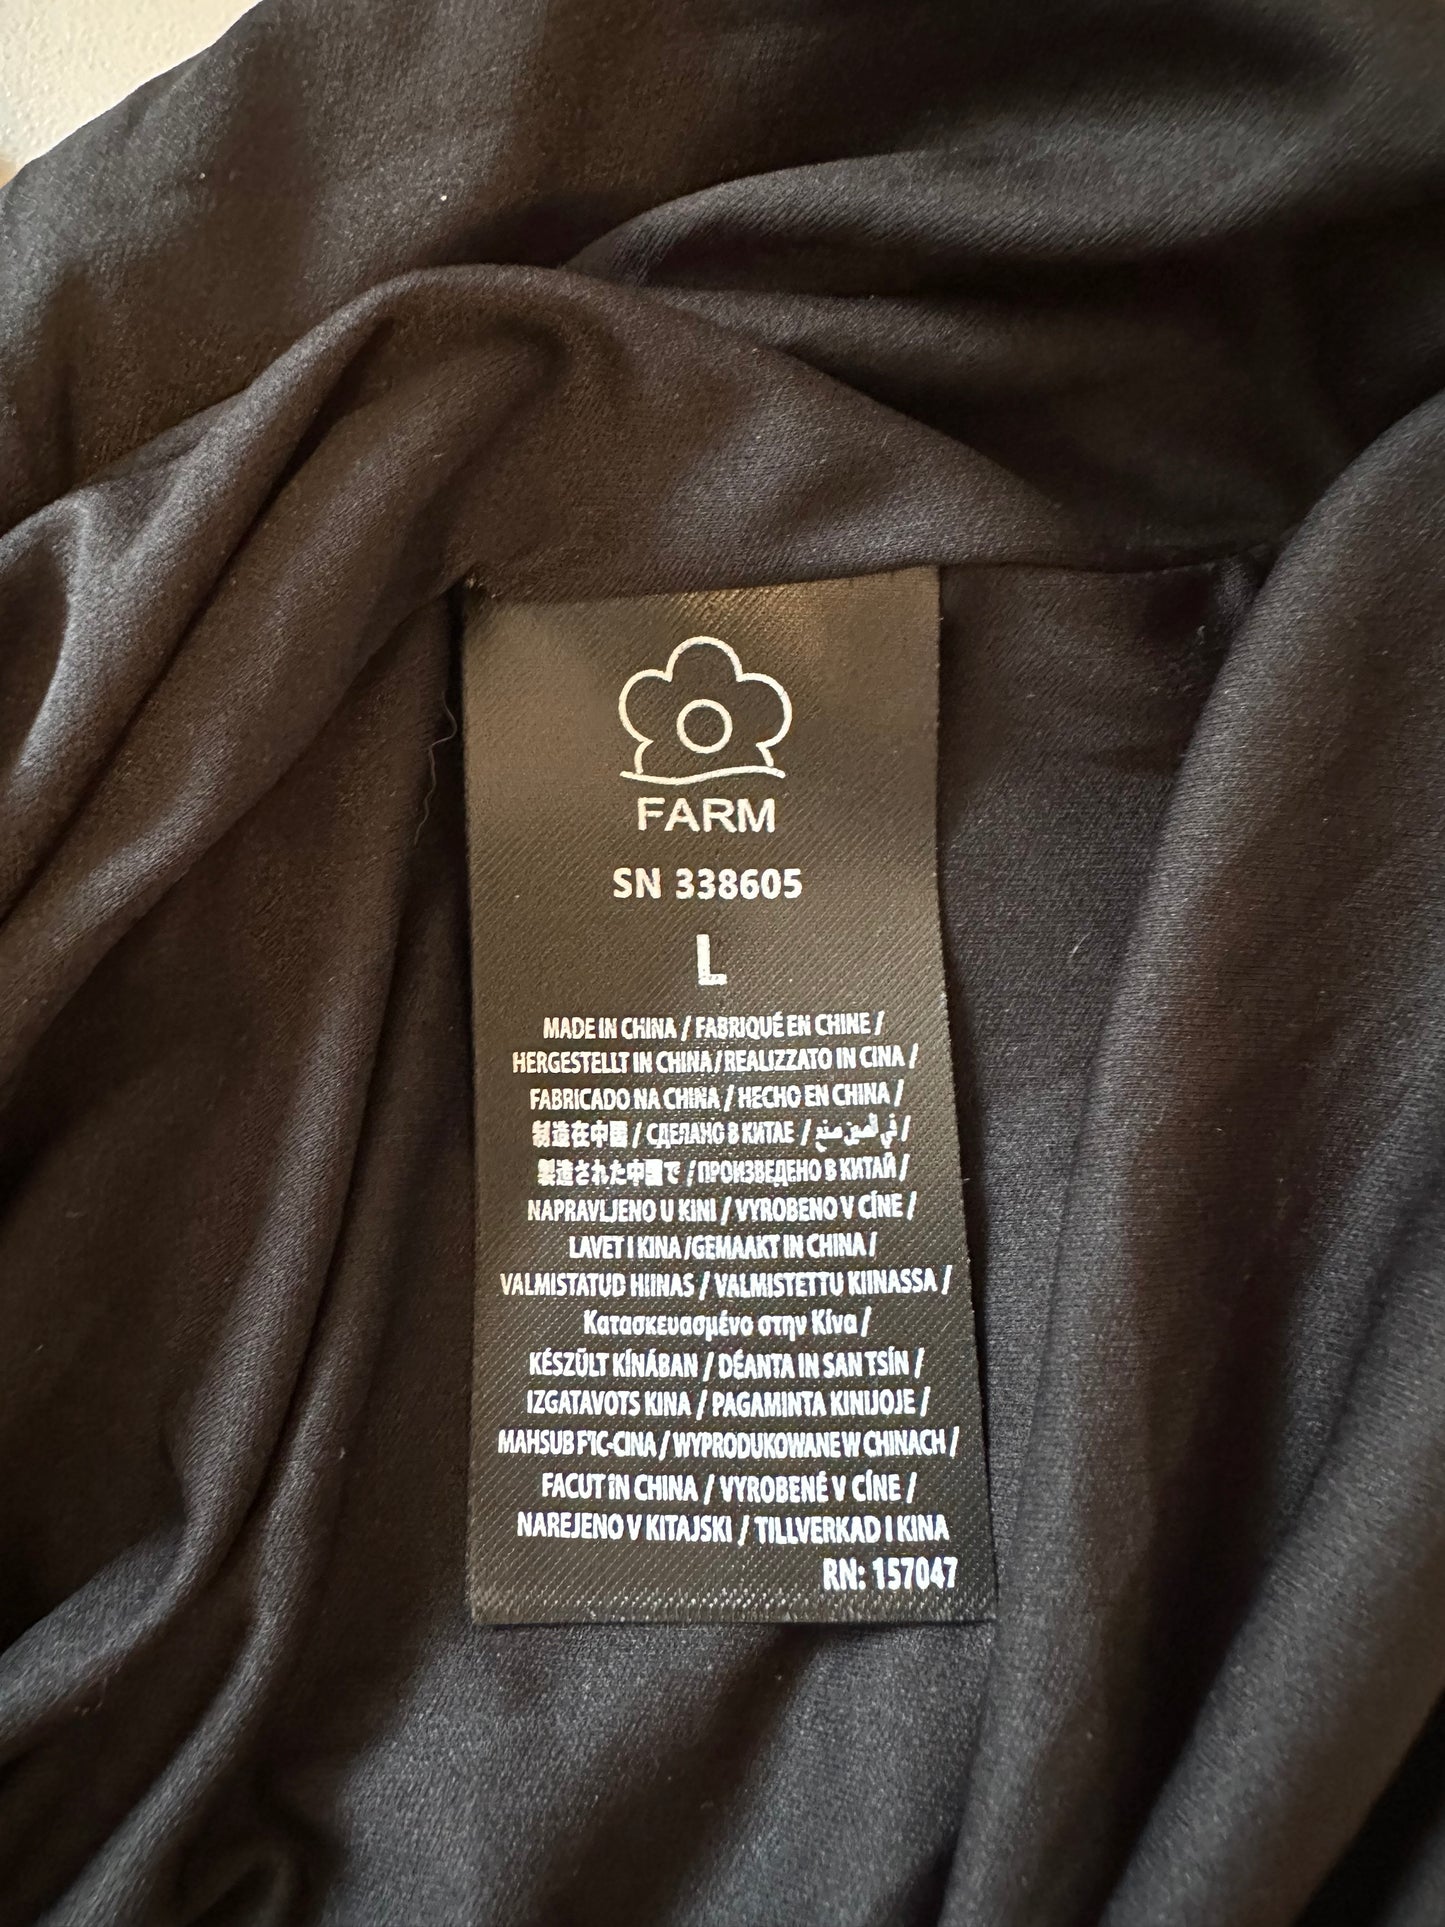 FARM
SN 338605
L
MADE IN CHINA / FABRIQUÉ EN CHINE /
HERGESTELLT IN CHINA / REALIZZATO IN CINA /
FABRICADO NA CHINA / HECHO EN CHINA /
制造在中國 / СДЕЛАНО В КИТАЕ / في الصين صنع /
製造された中國で / ПРОИЗВЕДЕНО В КИТАЙ /
NAPRAVLJENO U KINI / VYROBENO V CÍNE /
LAVET I KINA /GEMAAKT IN CHINA /
VALMISTATUD HIINAS / VALMISTETTU KIINASSA /
Κατασκευασμένο στην Κίνα /
KÉSZÜLT KÍNÁBAN / DÉANTA IN SAN TSÍN /
IZGATAVOTS KINA / PAGAMINTA KINIJOJE /
MAHSUB FIC-CINA / WYPRODUKOWANE W CHINACH /
FACUT ÎN CHINA / VYROBENÉ V CÍNE /
NAREJENO V KITAJSKI / TILLVERKAD I KINA
RN: 157047